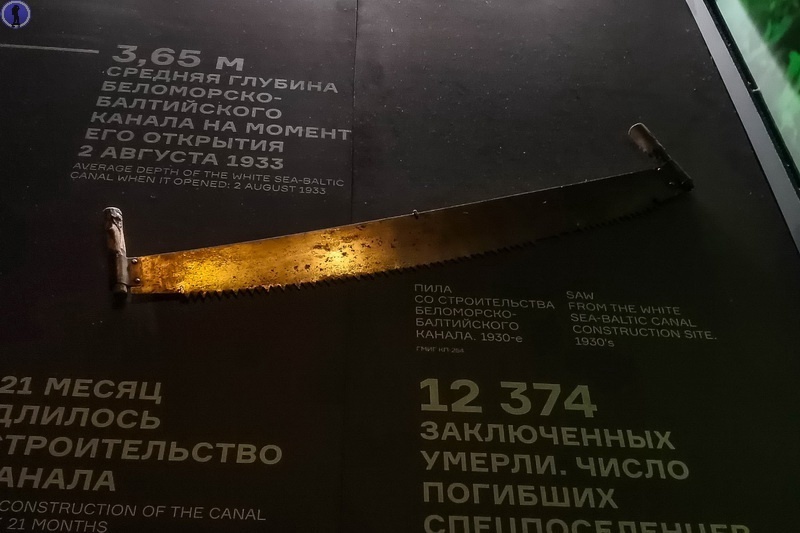 3,65 М
СРЕДНЯЯ ГЛУБИНА
БЕЛОМОРСКО-
БАЛТИЙСКОГО
КАНАЛА НА МОМЕНТ
ЕГО ОТКРЫТИЯ
2 АВГУСТА 1933
AVERAGE DEPTH OF THE WHITE SEA-BALTIC
CANAL WHEN IT OPENED: 2 AUGUST 1933
ПИЛА
СО СТРОИТЕЛЬСТВА
БЕЛОМОРСКО-
БАЛТИЙСКОГО
КАНАЛА. 1930-е
SAW
FROM THE WHITE
SEA-BALTIC CANAL
CONSTRUCTION SITE.
1930's
21 МЕСЯЦ
ДЛИЛОСЬ
СТРОИТЕЛЬСТВО
КАНАЛА
CONSTRUCTION OF THE CANAL
21 MONTHS
12 374
ЗАКЛЮЧЕННЫХ
УМЕРЛИ. ЧИСЛО
ПОГИБШИХ
СПЕЦПОСЕЛЕНЦЕВ